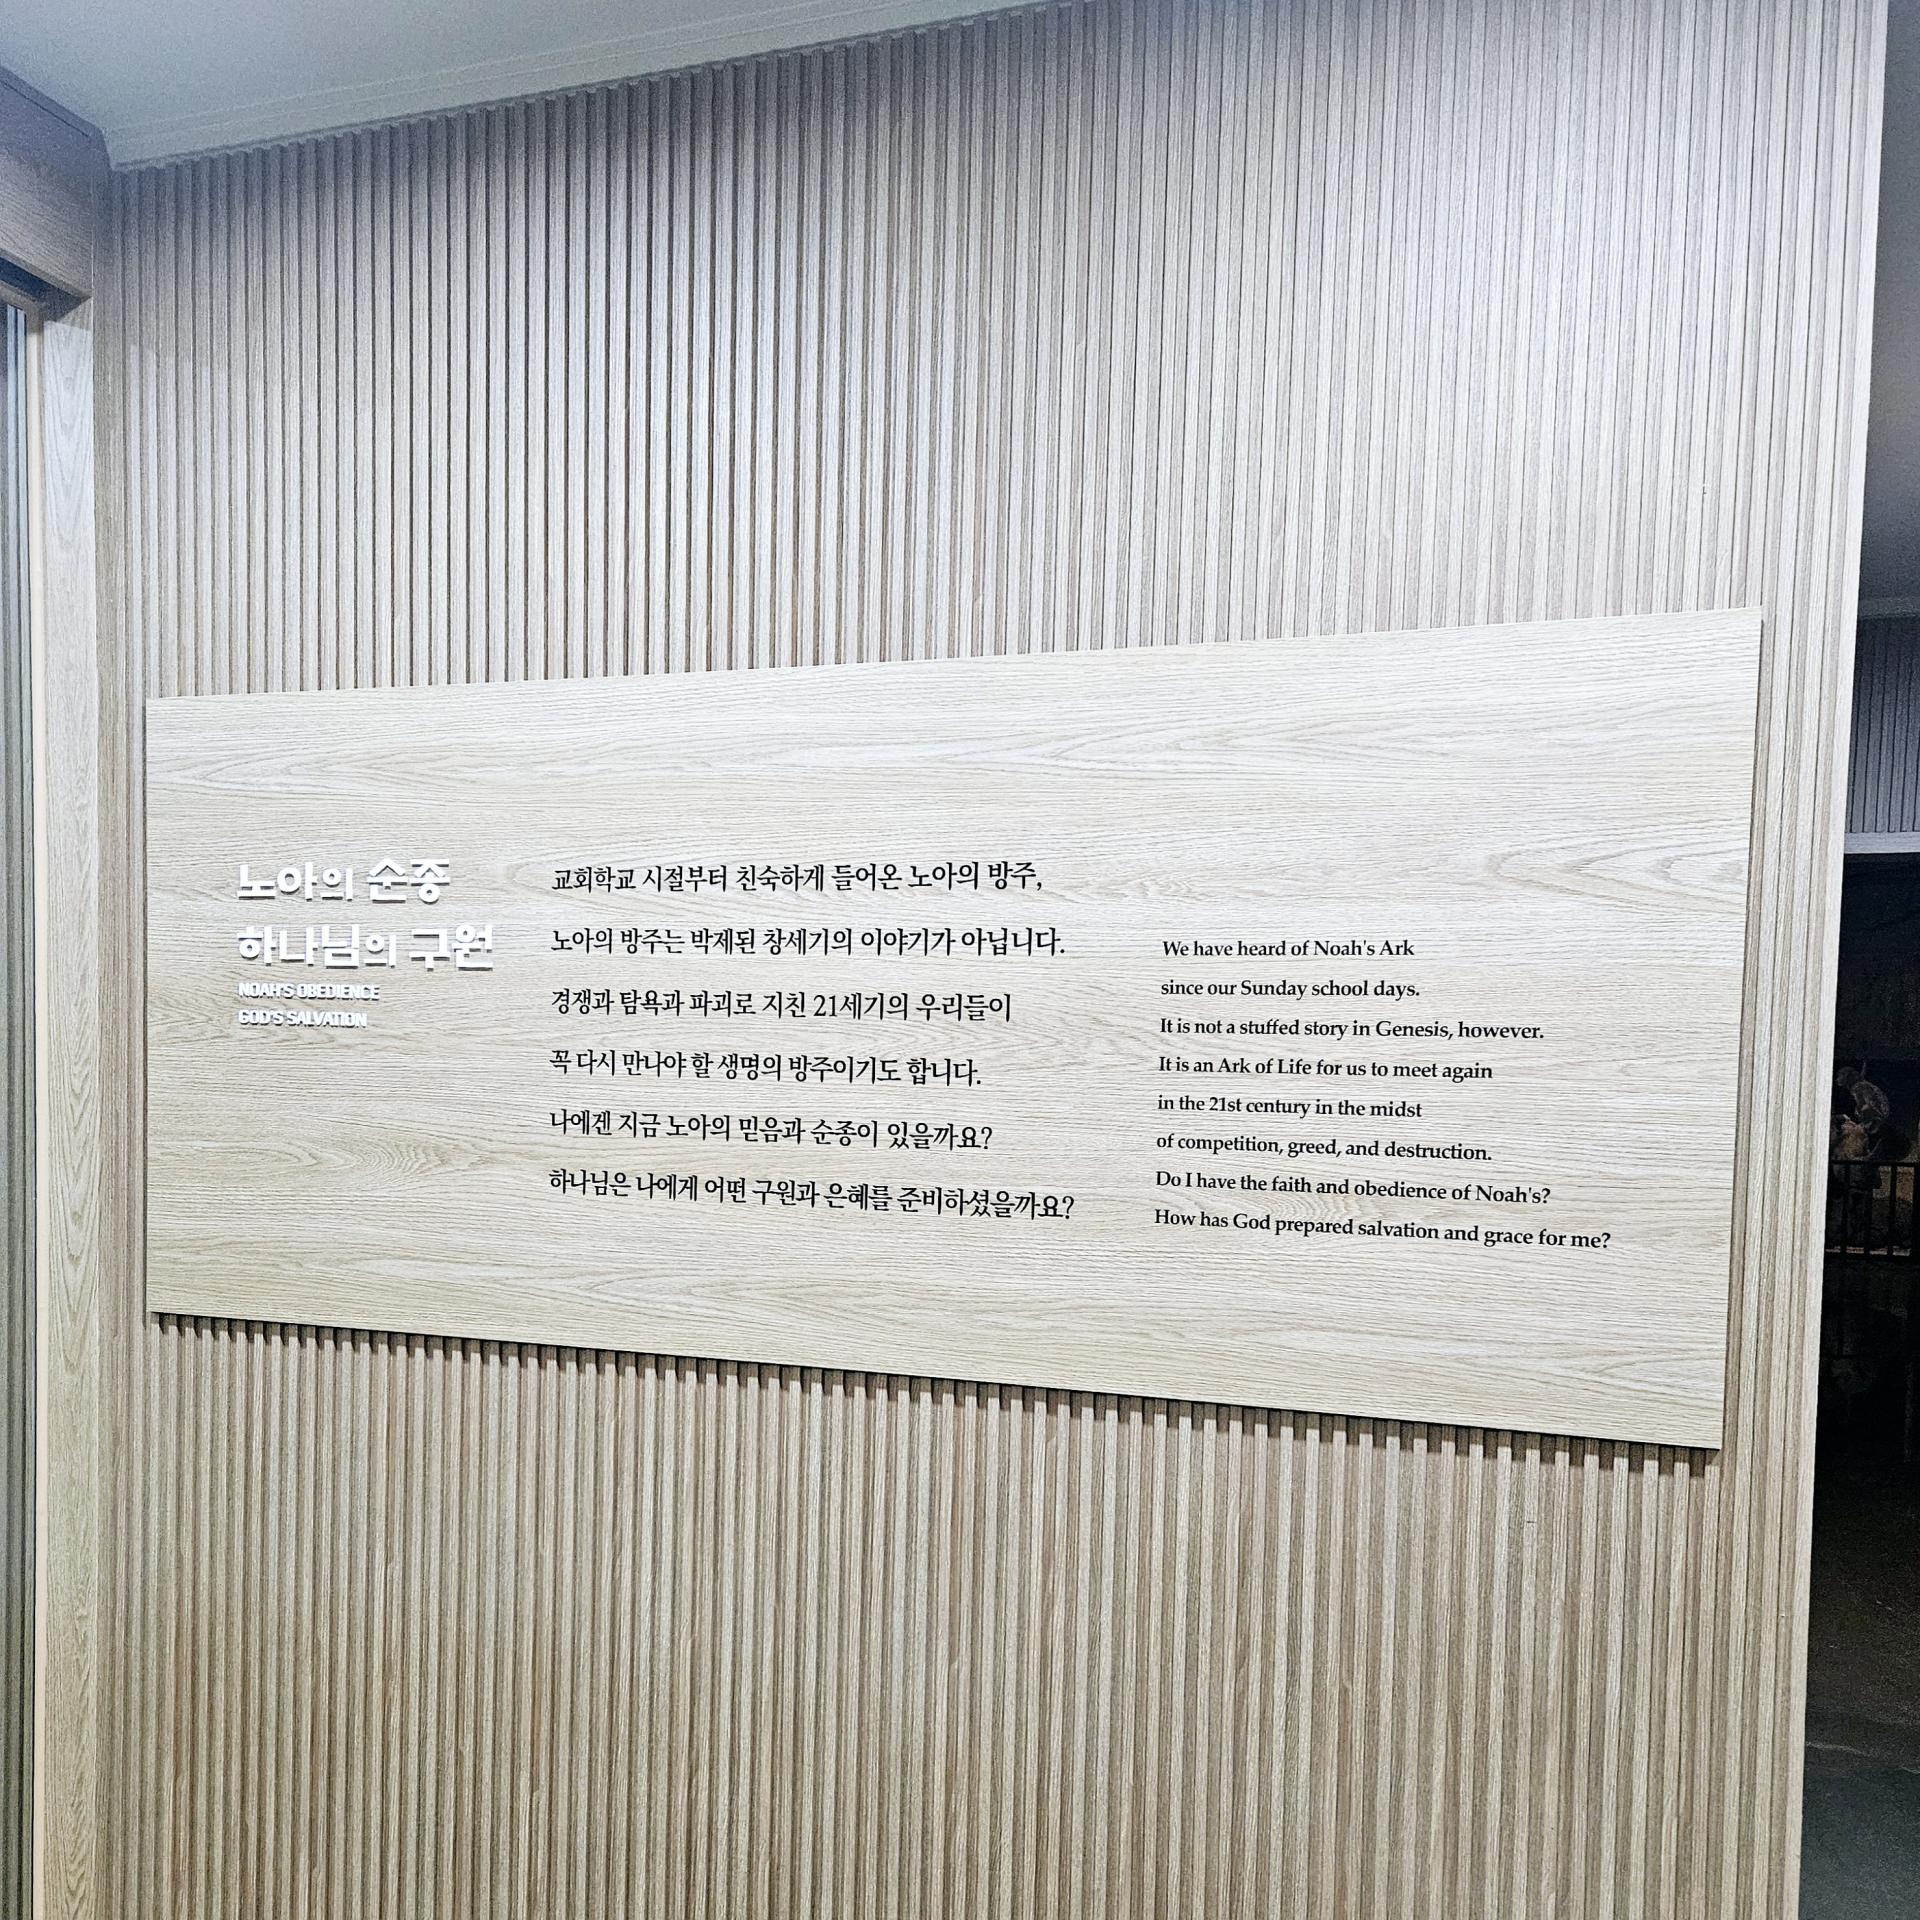 노아의 순종
하나님의 구원
NOAH'S OBEDIENCE
GOD'S SALVATION
교회학교 시절부터 친숙하게 들어온 노아의 방주,
노아의 방주는 박제된 창세기의 이야기가 아닙니다.
경쟁과 탐욕과 파괴로 지친 21세기의 우리들이
꼭 다시 만나야 할 생명의 방주이기도 합니다.
나에겐 지금 노아의 믿음과 순종이 있을까요?
하나님은 나에게 어떤 구원과 은혜를 준비하셨을까요?
We have heard of Noah's Ark
since our Sunday school days.
It is not a stuffed story in Genesis, however.
It is an Ark of Life for us to meet again
in the 21st century in the midst
of competition, greed, and destruction.
Do I have the faith and obedience of Noah's?
How has God prepared salvation and grace for me?